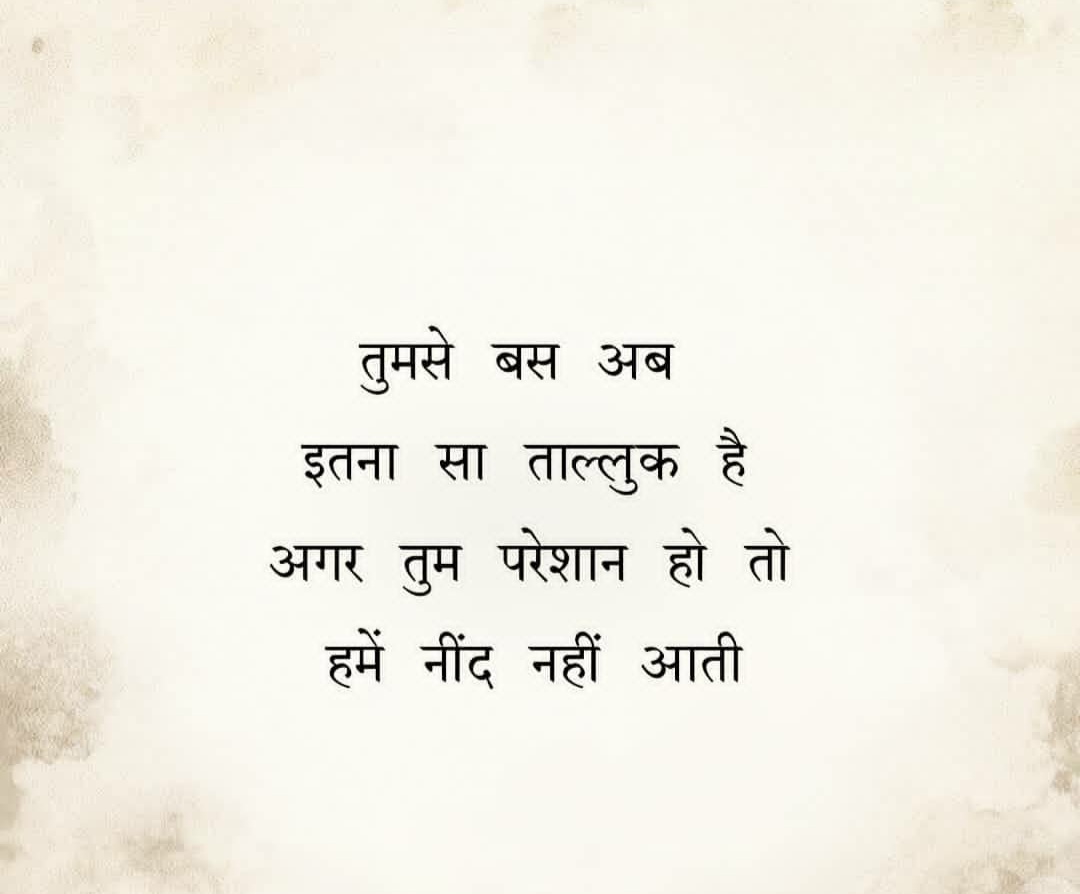 तुमसे बस अब
इतना सा ताल्लुक है
अगर तुम परेशान हो तो
हमें नींद नहीं आती